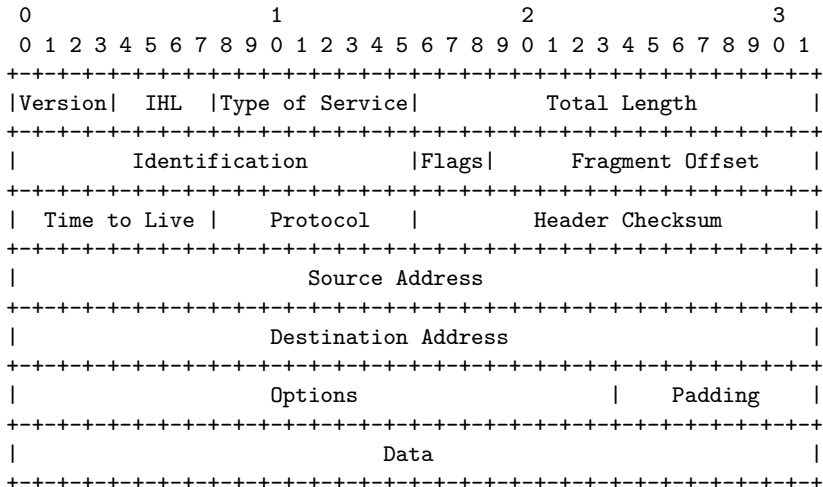 0                   1                   2                   3
 0 1 2 3 4 5 6 7 8 9 0 1 2 3 4 5 6 7 8 9 0 1 2 3 4 5 6 7 8 9 0 1
+-+-+-+-+-+-+-+-+-+-+-+-+-+-+-+-+-+-+-+-+-+-+-+-+-+-+-+-+-+-+-+-+
|Version|  IHL  |Type of Service|          Total Length         |
+-+-+-+-+-+-+-+-+-+-+-+-+-+-+-+-+-+-+-+-+-+-+-+-+-+-+-+-+-+-+-+-+
|         Identification        |Flags|      Fragment Offset    |
+-+-+-+-+-+-+-+-+-+-+-+-+-+-+-+-+-+-+-+-+-+-+-+-+-+-+-+-+-+-+-+-+
|  Time to Live |    Protocol   |         Header Checksum       |
+-+-+-+-+-+-+-+-+-+-+-+-+-+-+-+-+-+-+-+-+-+-+-+-+-+-+-+-+-+-+-+-+
|                       Source Address                          |
+-+-+-+-+-+-+-+-+-+-+-+-+-+-+-+-+-+-+-+-+-+-+-+-+-+-+-+-+-+-+-+-+
|                    Destination Address                        |
+-+-+-+-+-+-+-+-+-+-+-+-+-+-+-+-+-+-+-+-+-+-+-+-+-+-+-+-+-+-+-+-+
|                    Options                    |    Padding    |
+-+-+-+-+-+-+-+-+-+-+-+-+-+-+-+-+-+-+-+-+-+-+-+-+-+-+-+-+-+-+-+-+
|                             Data                              |
+-+-+-+-+-+-+-+-+-+-+-+-+-+-+-+-+-+-+-+-+-+-+-+-+-+-+-+-+-+-+-+-+